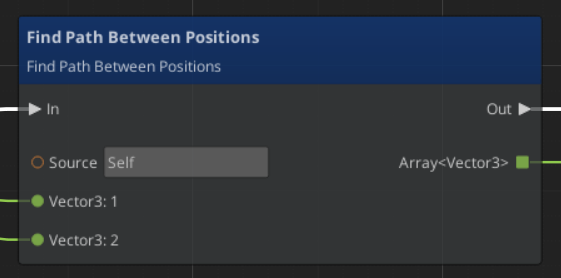 Find Path Between Positions
Find Path Between Positions
In Out
Source Self Array<Vector3>
Vector3: 1
Vector3: 2